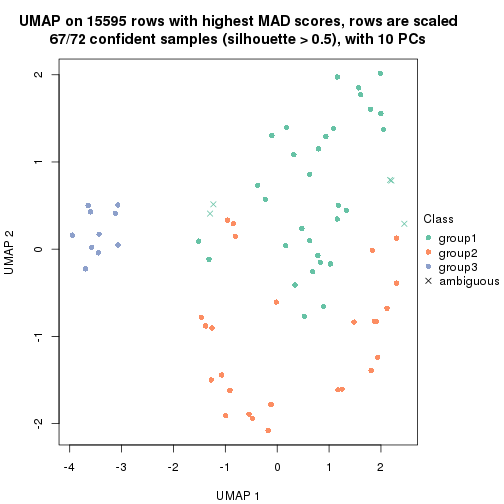 UMAP on 15595 rows with highest MAD scores, rows are scaled
67/72 confident samples (silhouette > 0.5), with 10 PCs
UMAP 2
2
1
0
-1
-2
-4
-3
-2
-1
0
1
2
UMAP 1
Class
group1
group2
group3
ambiguous